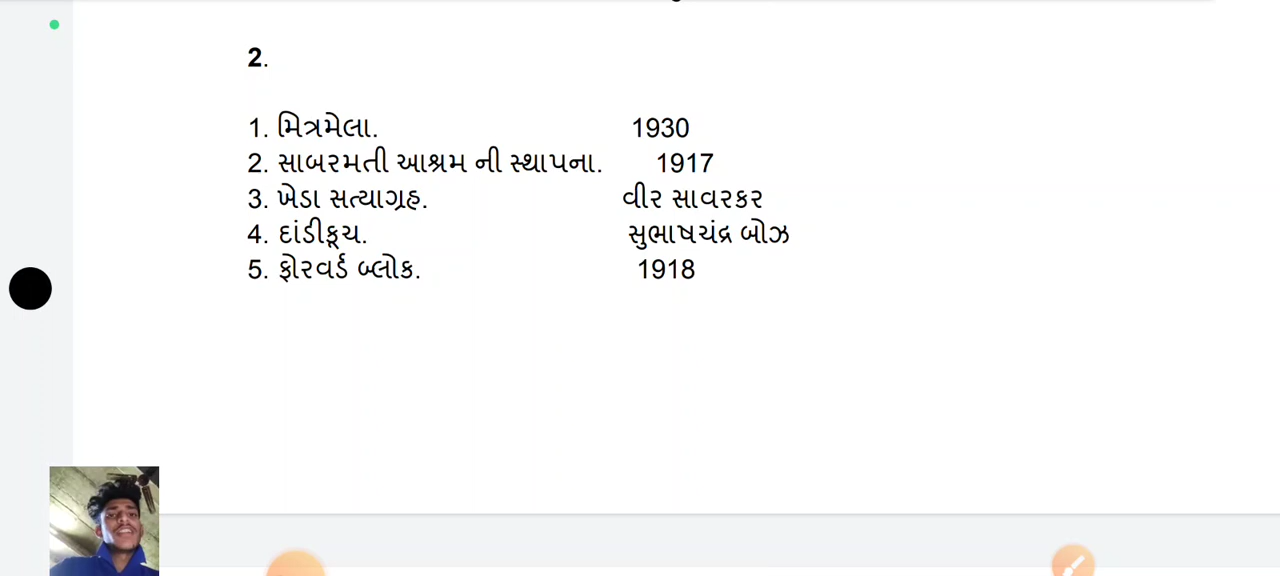 2.
1. મિત્રમેલા. 1930
2. સાબરમતી આશ્રમ ની સ્થાપના. 1917
3. ખેડા સત્યાગ્રહ. વીર સાવરકર
4. દાંડીકૂચ. સુભાષચંદ્ર બોઝ
5. ફોરવર્ડ બ્લોક. 1918